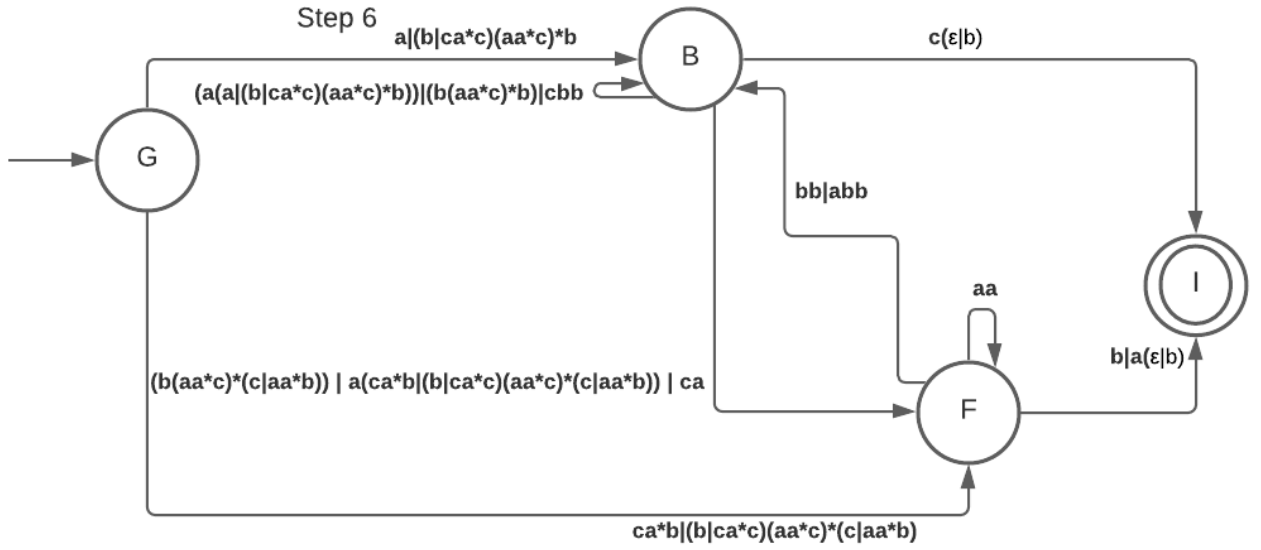 Step 6
a|(b|ca*c)(aa*c)*b
B
c(ε|b)
(a(a|(b|ca*c)(aa*c)*b))|(b(aa*c)*b)|cbb
G
bb|abb
I
aa
b|a(ε|b)
(b(aa*c)*(c|aa*b)) | a(ca*b|(b|ca*c)(aa*c)*(c|aa*b)) | ca
F
ca*b|(b|ca*c)(aa*c)*(c|aa*b)